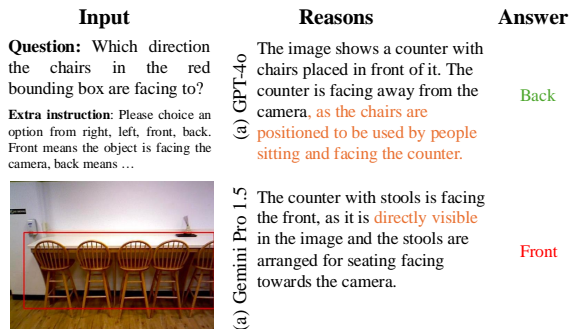 Input
Reasons
Answer
Question: Which direction
the chairs in the red
bounding box are facing to?
Extra instruction: Please choice an
option from right, left, front, back.
Front means the object is facing the
camera, back means …
(a) GPT-4o
The image shows a counter with
chairs placed in front of it. The
counter is facing away from the
camera, as the chairs are
positioned to be used by people
sitting and facing the counter.
Back
(a) Gemini Pro 1.5
The counter with stools is facing
the front, as it is directly visible
in the image and the stools are
arranged for seating facing
towards the camera.
Front